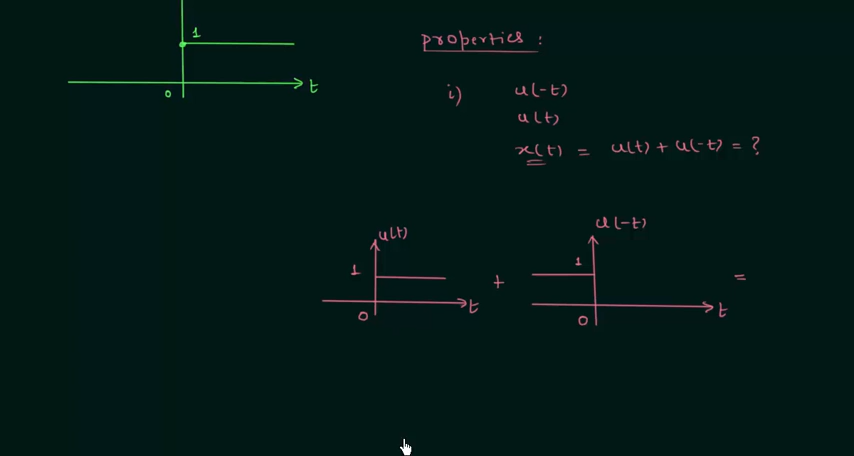 1
0
t
properties :
i) u(-t)
u(t)
x(t) = u(t) + u(-t) = ?
u(t)
1
0
t
+
u(-t)
1
0
t
=